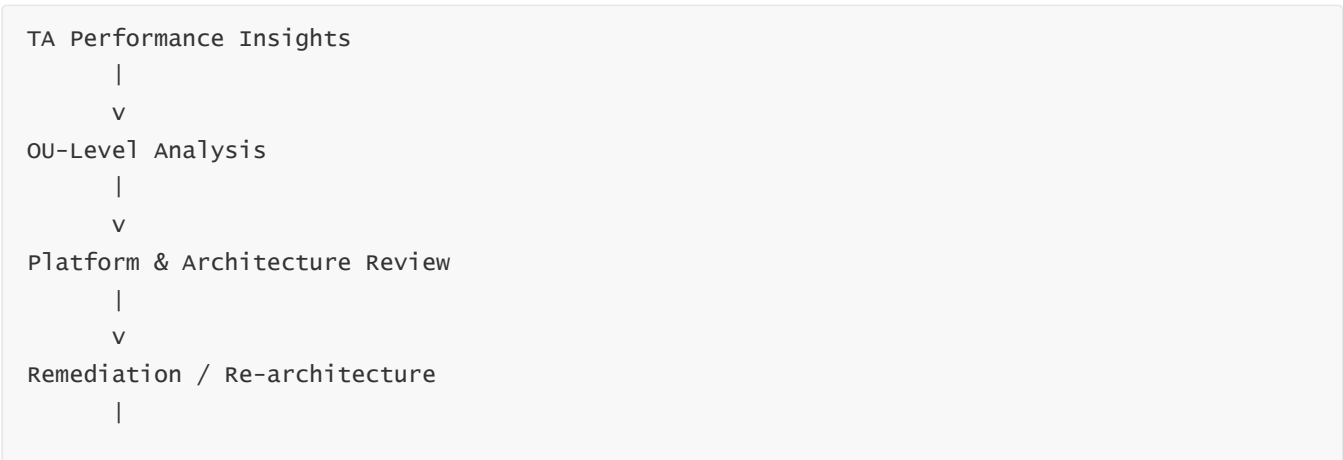 TA Performance Insights
|
v
OU-Level Analysis
|
v
Platform & Architecture Review
|
v
Remediation / Re-architecture
|